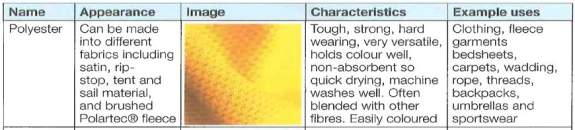 Name Appearance Image Characteristics Example uses
Polyester
Can be made
into different
fabrics including
satin, rip-
stop, tent and
sail material,
and brushed
Polartec® fleece
Tough, strong, hard
wearing, very versatile,
holds colour well,
non-absorbent so
quick drying, machine
washes well. Often
blended with other
fibres. Easily coloured
Clothing, fleece
garments
bedsheets,
carpets, wadding,
rope, threads,
backpacks,
umbrellas and
sportswear